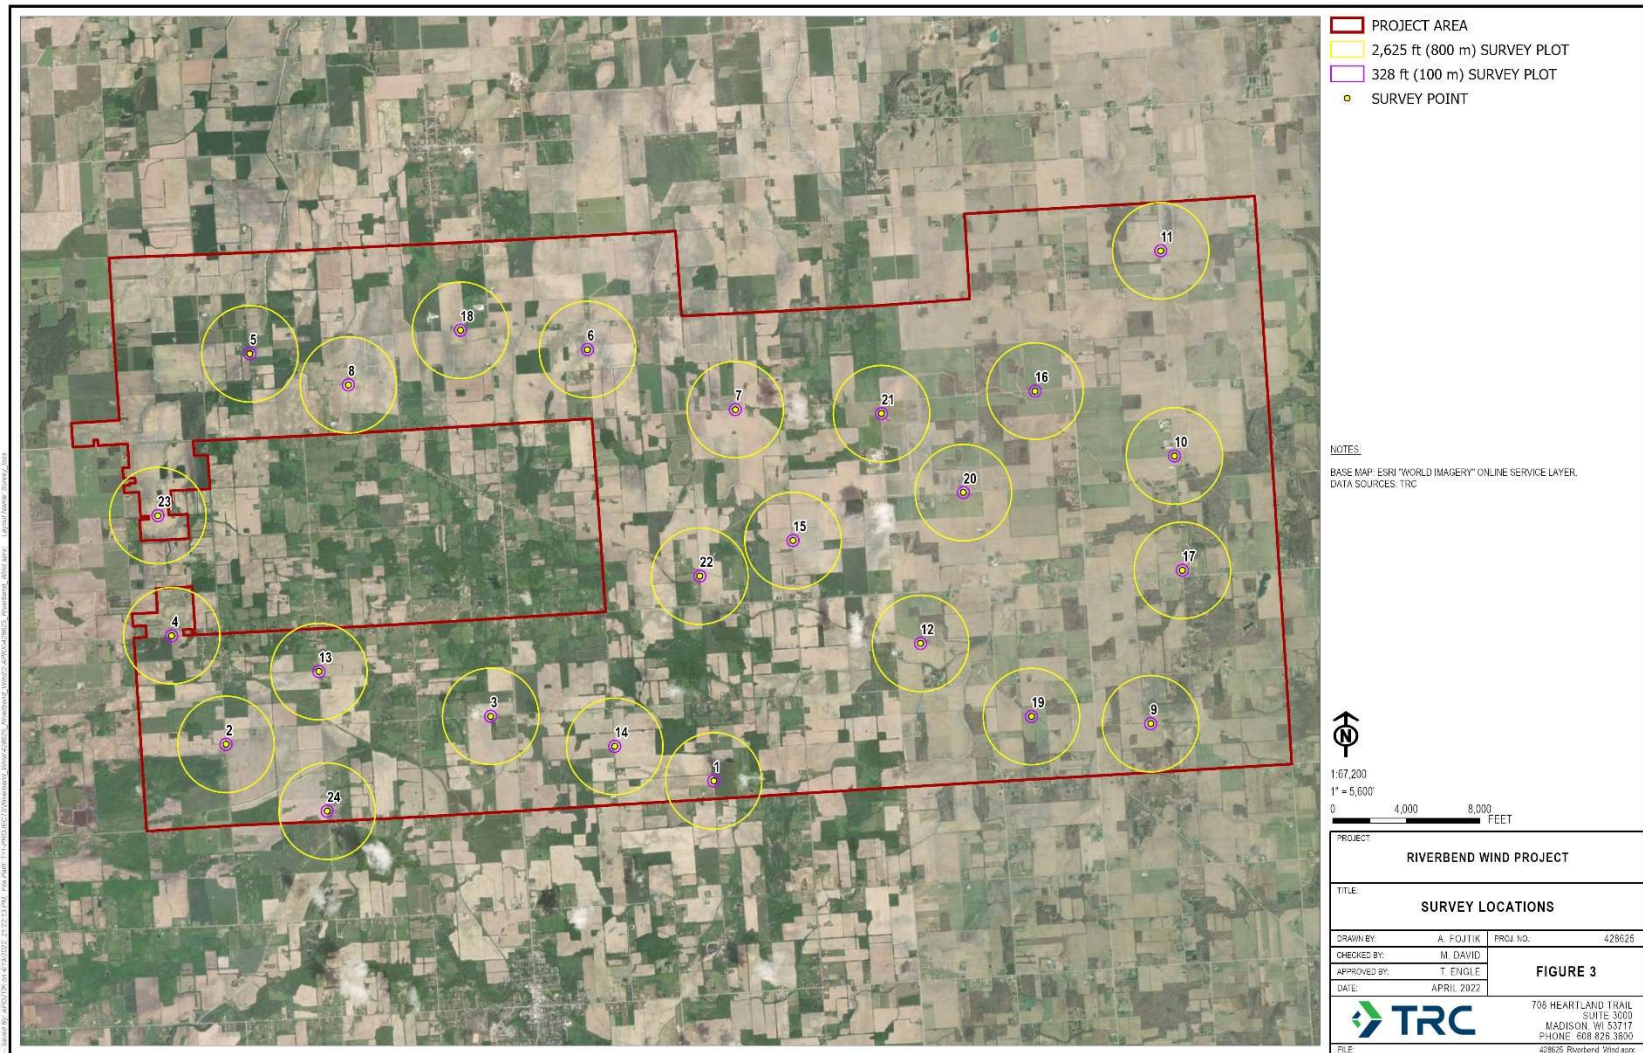 PROJECT AREA
2,625 ft (800 m) SURVEY PLOT
328 ft (100 m) SURVEY PLOT
SURVEY POINT
11
18
6
5
8
16
7
21
10
20
23
15
22
17
4
12
13
3
19
9
2
14
1
24
NOTES:
BASE MAP: ESRI "WORLD IMAGERY" ONLINE SERVICE LAYER.
DATA SOURCES: TRC
N
1:67,200
1" = 5,600'
0 4,000 8,000
FEET
PROJECT:
RIVERBEND WIND PROJECT
TITLE:
SURVEY LOCATIONS
DRAWN BY: A. FOJTIK PROJ. NO.: 428625
CHECKED BY: M. DAVID
APPROVED BY: T. ENGLE
DATE: APRIL 2022
FIGURE 3
TRC
708 HEARTLAND TRAIL
SUITE 3000
MADISON, WI 53717
PHONE: 608.826.3600
FILE: 428625_Riverbend_Wind.aprx